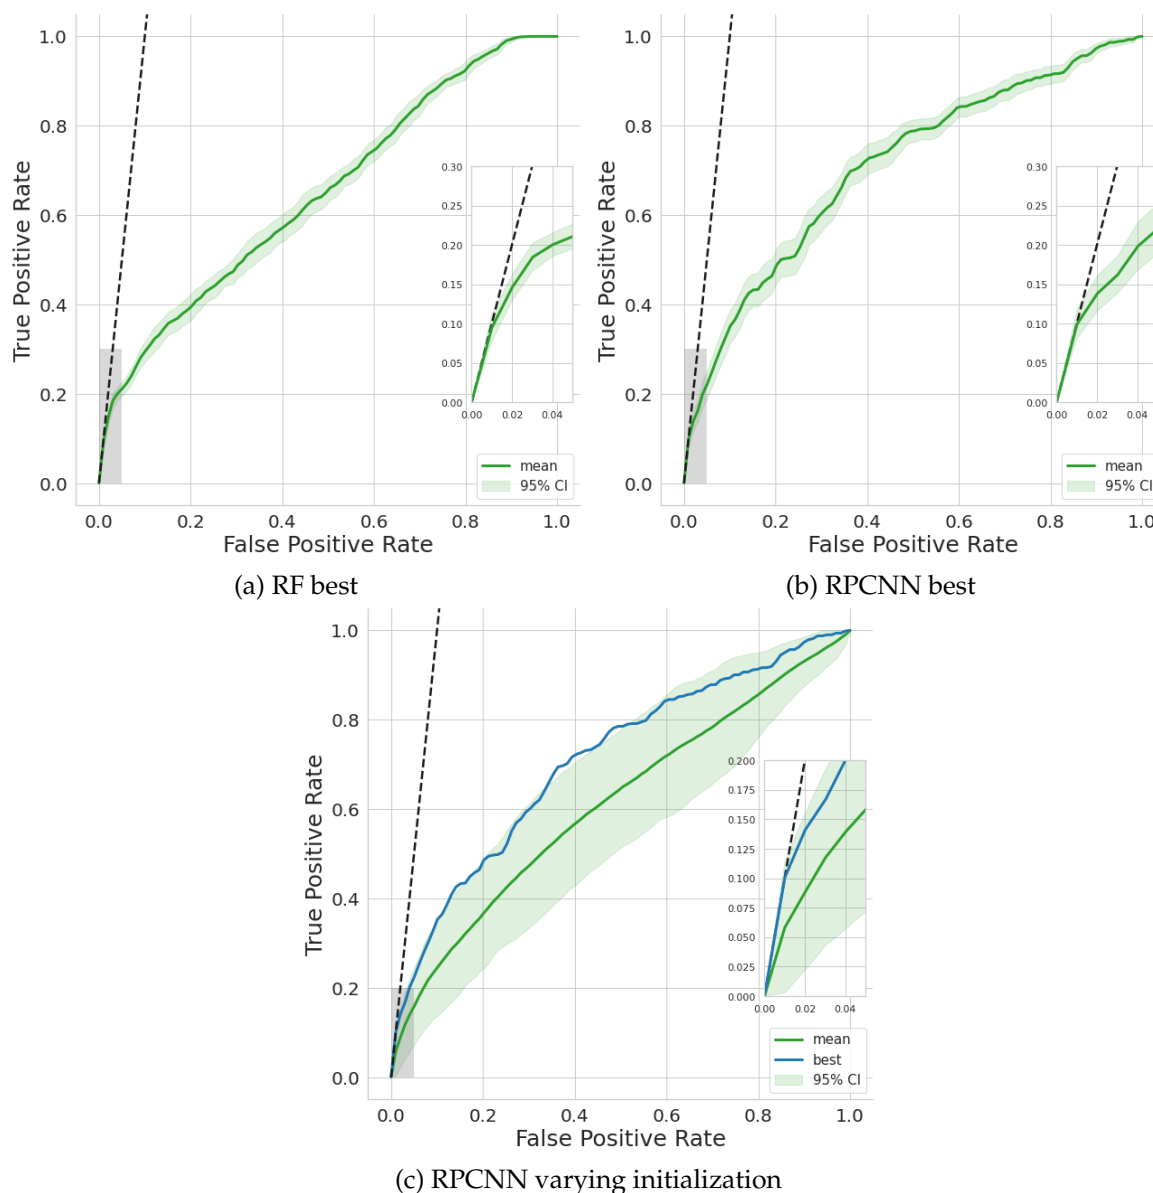 1.0
0.8
0.6
0.4
0.2
0.0
True Positive Rate
0.0 0.2 0.4 0.6 0.8 1.0
False Positive Rate
0.30
0.25
0.20
0.15
0.10
0.05
0.00
0.00 0.02 0.04
mean
95% CI
(a) RF best
1.0
0.8
0.6
0.4
0.2
0.0
True Positive Rate
0.0 0.2 0.4 0.6 0.8 1.0
False Positive Rate
0.30
0.25
0.20
0.15
0.10
0.05
0.00
0.00 0.02 0.04
mean
95% CI
(b) RPCNN best
1.0
0.8
0.6
0.4
0.2
0.0
True Positive Rate
0.0 0.2 0.4 0.6 0.8 1.0
False Positive Rate
0.200
0.175
0.150
0.125
0.100
0.075
0.050
0.025
0.000
0.00 0.02 0.04
mean
best
95% CI
(c) RPCNN varying initialization